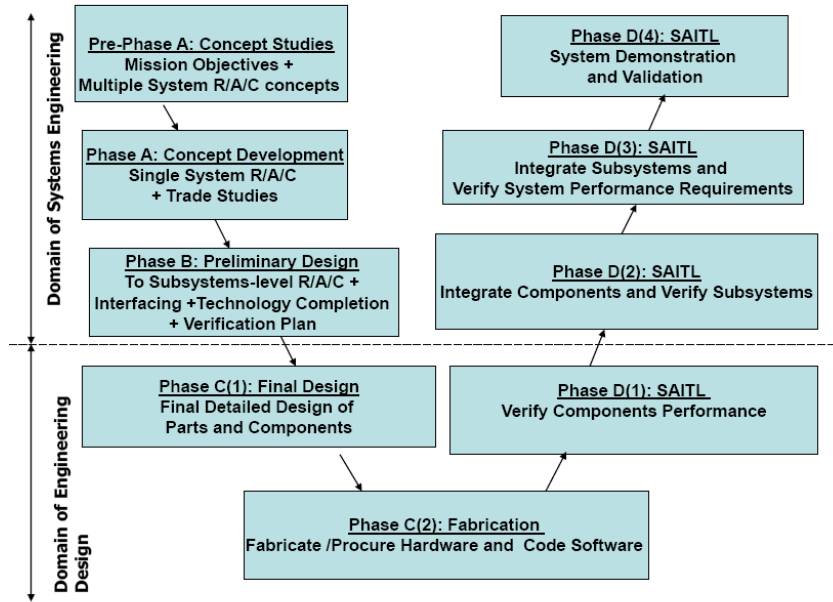 Domain of Systems Engineering
Pre-Phase A: Concept Studies
Mission Objectives +
Multiple System R/A/C concepts
Phase A: Concept Development
Single System R/A/C
+ Trade Studies
Phase B: Preliminary Design
To Subsystems-level R/A/C +
Interfacing +Technology Completion
+ Verification Plan
Domain of Engineering
Design
Phase C(1): Final Design
Final Detailed Design of
Parts and Components
Phase C(2): Fabrication
Fabricate /Procure Hardware and Code Software
Phase D(1): SAITL
Verify Components Performance
Phase D(2): SAITL
Integrate Components and Verify Subsystems
Phase D(3): SAITL
Integrate Subsystems and
Verify System Performance Requirements
Phase D(4): SAITL
System Demonstration
and Validation